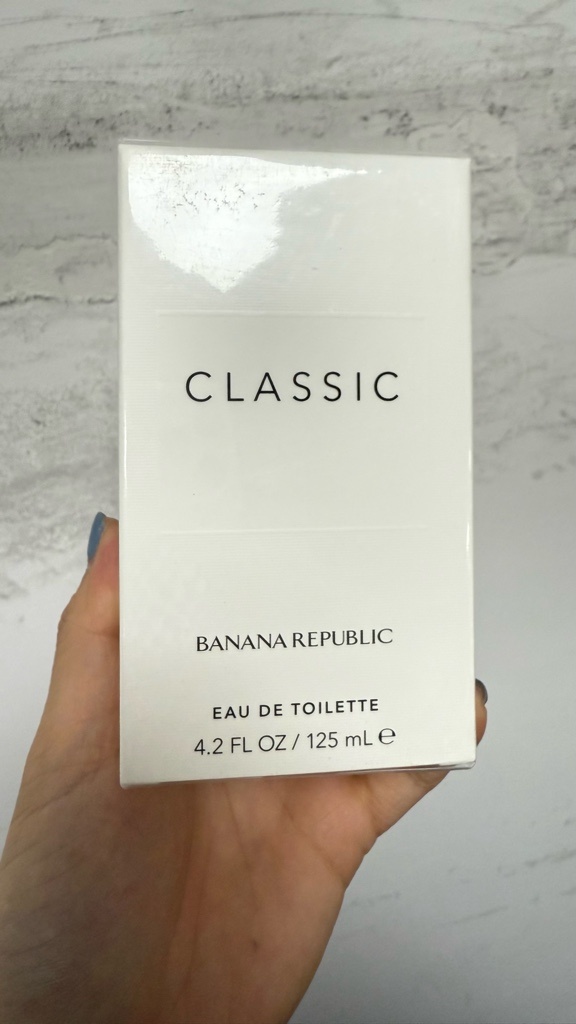 CLASSIC
BANANA REPUBLIC
EAU DE TOILETTE
4.2 FL OZ / 125 mL ℮